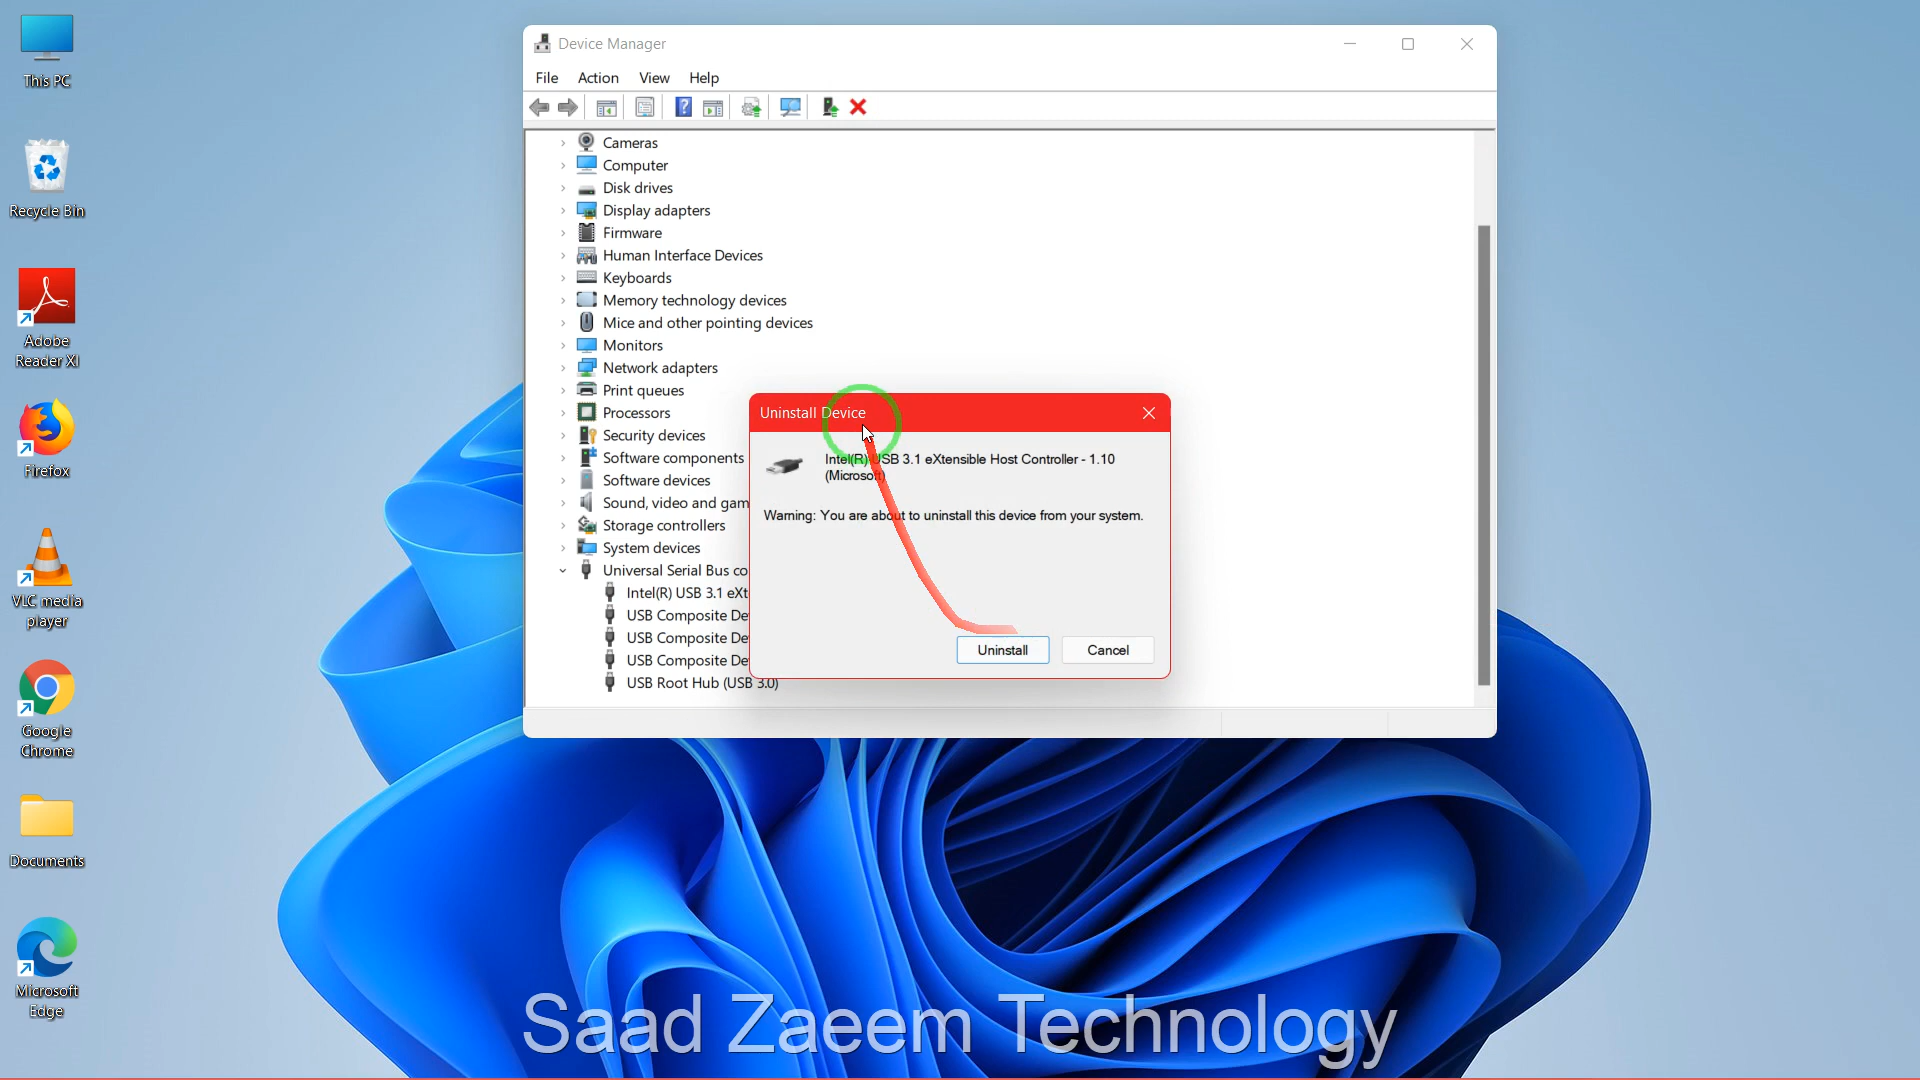 This PC
Recycle Bin
Adobe
Reader XI
Firefox
VLC media
player
Google
Chrome
Documents
Microsoft
Edge
Device Manager
File Action View Help
Cameras
Computer
Disk drives
Display adapters
Firmware
Human Interface Devices
Keyboards
Memory technology devices
Mice and other pointing devices
Monitors
Network adapters
Print queues
Processors
Security devices
Software components
Software devices
Sound, video and gam
Storage controllers
System devices
Universal Serial Bus co
Intel(R) USB 3.1 eXt
USB Composite De
USB Composite De
USB Composite De
USB Root Hub (USB 3.0)
Uninstall Device
Intel(R) USB 3.1 eXtensible Host Controller - 1.10
(Microsoft)
Warning: You are about to uninstall this device from your system.
Uninstall Cancel
Saad Zaeem Technology